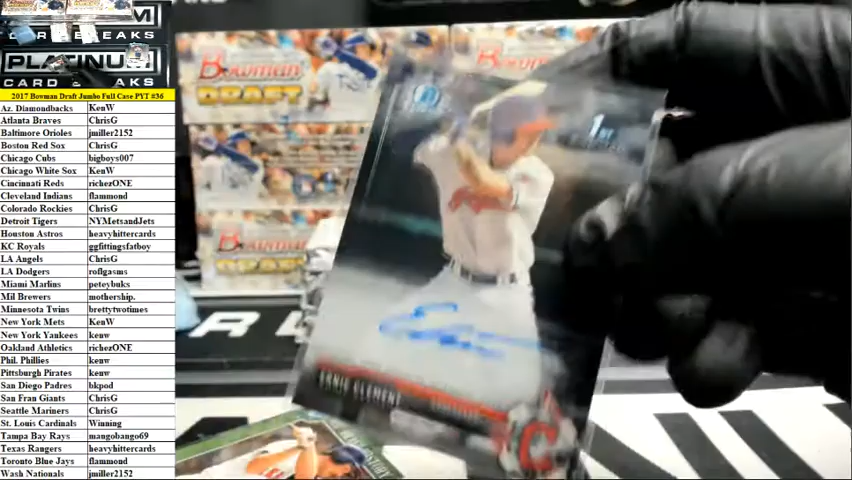 PLATINUM
CARD BREAKS
2017 Bowman Draft Jumbo Full Case PYT #36
Az. Diamondbacks KenW
Atlanta Braves ChrisG
Baltimore Orioles jmiller2152
Boston Red Sox ChrisG
Chicago Cubs bigboys007
Chicago White Sox KenW
Cincinnati Reds richezONE
Cleveland Indians flammond
Colorado Rockies ChrisG
Detroit Tigers NYMetsandJets
Houston Astros heavyhittercards
KC Royals ggfittingsfatboy
LA Angels ChrisG
LA Dodgers roflgasms
Miami Marlins peteybuks
Mil Brewers mothership.
Minnesota Twins brettytwotimes
New York Mets KenW
New York Yankees kenw
Oakland Athletics richezONE
Phil. Phillies kenw
Pittsburgh Pirates kenw
San Diego Padres bkpod
San Fran Giants ChrisG
Seattle Mariners ChrisG
St. Louis Cardinals Winning
Tampa Bay Rays mangobango69
Texas Rangers heavyhittercards
Toronto Blue Jays flammond
Wash Nationals jmiller2152
Bowman
DRAFT
Bowman
Bowman
DRAFT
1st
ERNIE CLEMENT